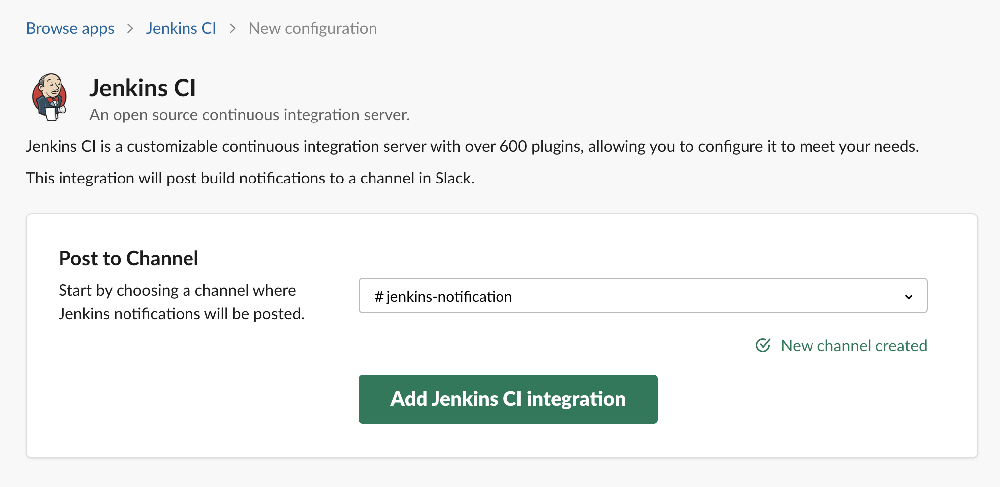 Browse apps > Jenkins CI > New configuration
Jenkins CI
An open source continuous integration server.
Jenkins CI is a customizable continuous integration server with over 600 plugins, allowing you to configure it to meet your needs.
This integration will post build notifications to a channel in Slack.
Post to Channel
Start by choosing a channel where
Jenkins notifications will be posted.
# jenkins-notification
New channel created
Add Jenkins CI integration